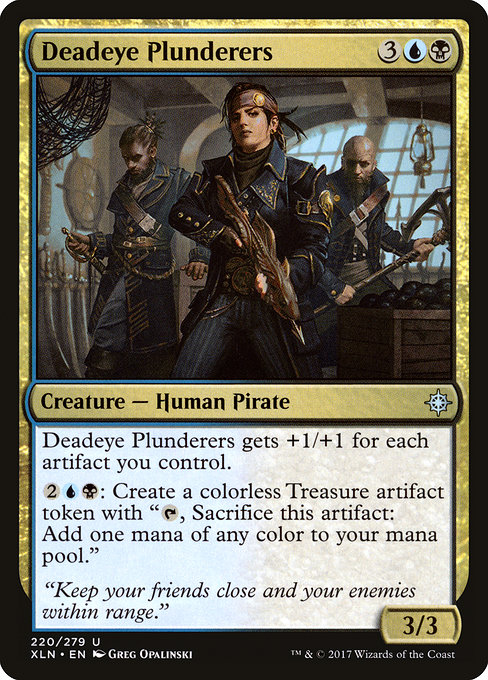 Deadeye Plunderers 3
Creature — Human Pirate
Deadeye Plunderers gets +1/+1 for each
artifact you control.
2: Create a colorless Treasure artifact
token with “, Sacrifice this artifact:
Add one mana of any color to your mana
pool.”
“Keep your friends close and your enemies
within range.”
3/3
220/279 U
XLN • EN Greg Opalinski
™ & © 2017 Wizards of the Coast